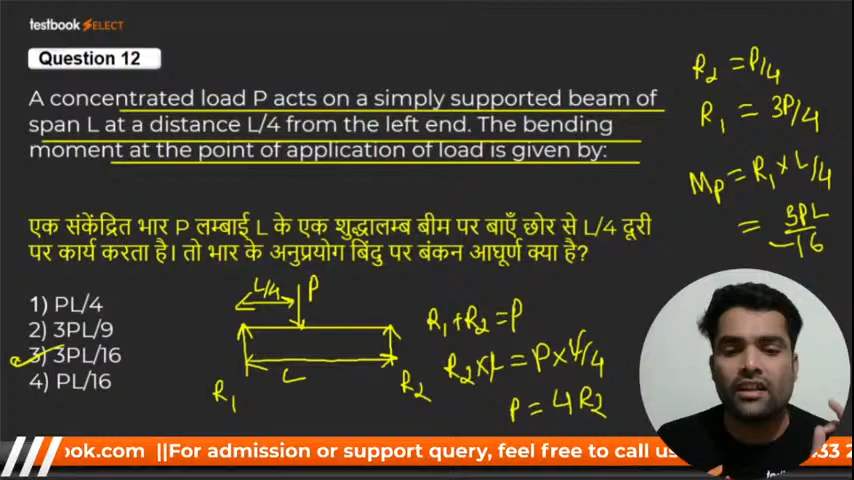 testbook SELECT
Question 12
A concentrated load P acts on a simply supported beam of
span L at a distance L/4 from the left end. The bending
moment at the point of application of load is given by:
एक संकेंद्रित भार P लम्बाई L के एक शुद्धालम्ब बीम पर बाएँ छोर से L/4 दूरी
पर कार्य करता है। तो भार के अनुप्रयोग बिंदु पर बंकन आघूर्ण क्या है?
1) PL/4
2) 3PL/9
3) 3PL/16
4) PL/16
L/4
P
L
R1
R2
R1+R2 = P
R2×L = P×L/4
P = 4R2
R2 = P/4
R1 = 3P/4
Mp = R1×L/4
= 3PL/16
ook.com ||For admission or support query, feel free to call us
33 2